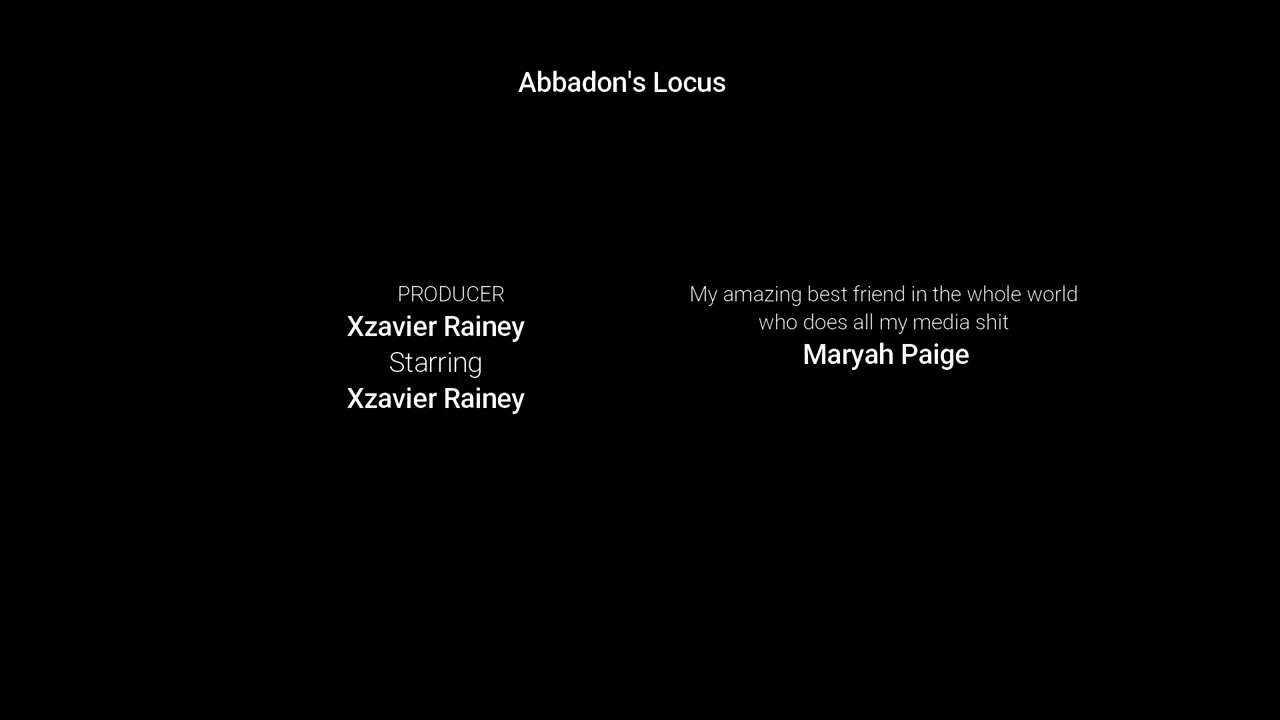 Abbadon's Locus
PRODUCER
Xzavier Rainey
Starring
Xzavier Rainey
My amazing best friend in the whole world
who does all my media shit
Maryah Paige